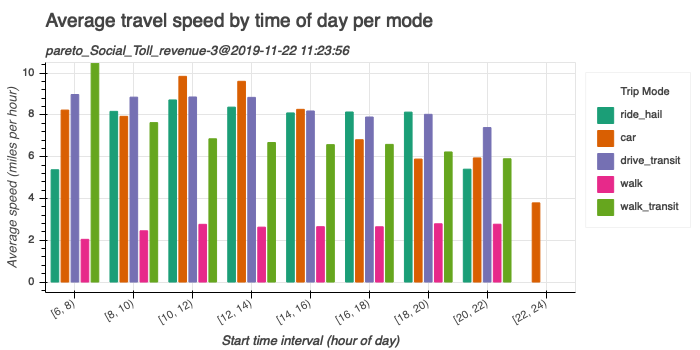 Average travel speed by time of day per mode
pareto_Social_Toll_revenue-3@2019-11-22 11:23:56
Average speed (miles per hour)
10
8
6
4
2
0
[6, 8)
[8, 10)
[10, 12)
[12, 14)
[14, 16)
[16, 18)
[18, 20)
[20, 22)
[22, 24)
Start time interval (hour of day)
Trip Mode
ride_hail
car
drive_transit
walk
walk_transit